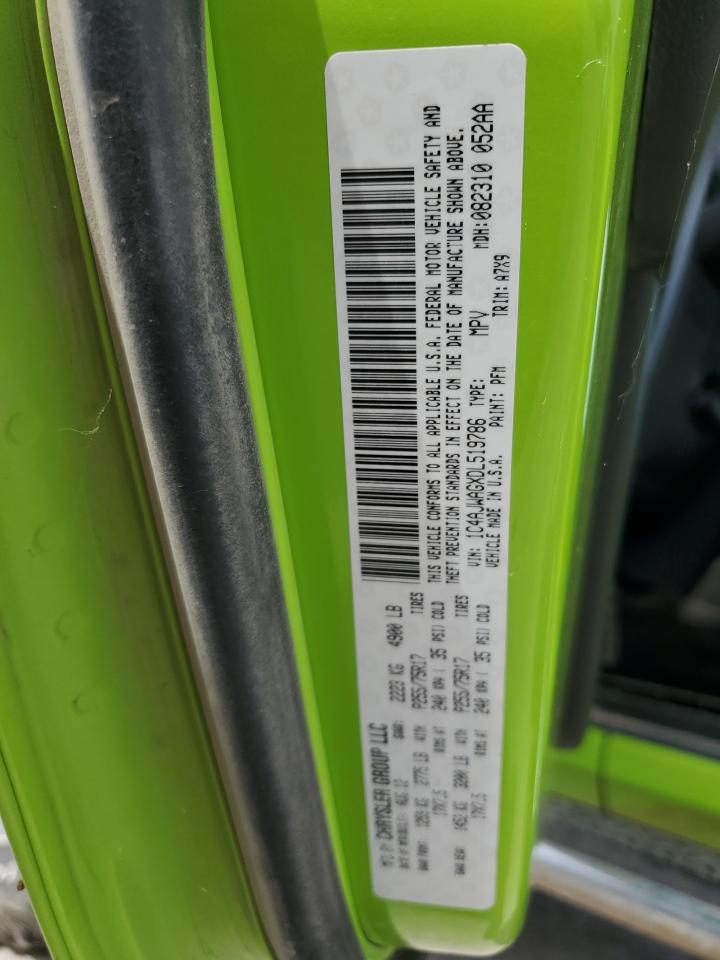 MFD BY CHRYSLER GROUP LLC
DATE OF MFR AUG 12 GVWR: 2223 KG 4900 LB
GAWR FRONT: 1259 KG 2775 LB WITH P255/75R17 TIRES
17X7.5 RIMS AT 240 KPA ( 35 PSI) COLD
GAWR REAR: 1452 KG 3200 LB WITH P255/75R17 TIRES
17X7.5 RIMS AT 240 KPA ( 35 PSI) COLD
THIS VEHICLE CONFORMS TO ALL APPLICABLE U.S.A. FEDERAL MOTOR VEHICLE SAFETY AND
THEFT PREVENTION STANDARDS IN EFFECT ON THE DATE OF MANUFACTURE SHOWN ABOVE.
VIN: 1C4AJWAGXDL519786 TYPE: MPV MDH:082310 052AA
VEHICLE MADE IN U.S.A. PAINT: PFM TRIM: A7X9